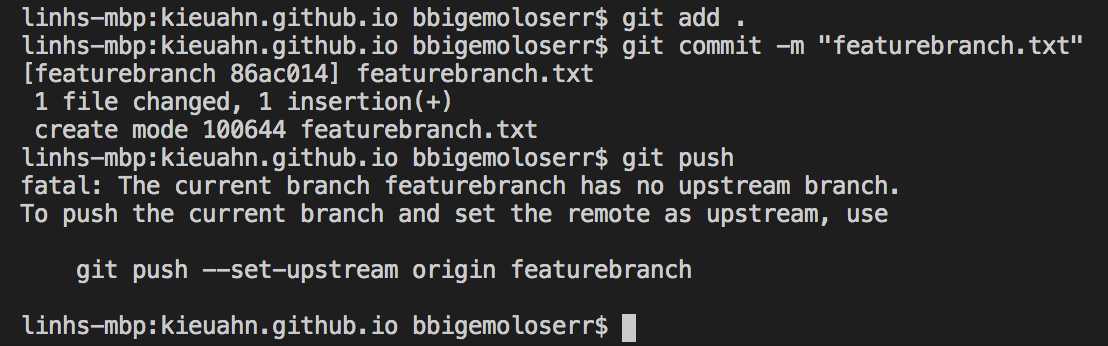 linhs-mbp:kieuahn.github.io bbigemoloserr$ git add .
linhs-mbp:kieuahn.github.io bbigemoloserr$ git commit -m "featurebranch.txt"
[featurebranch 86ac014] featurebranch.txt
 1 file changed, 1 insertion(+)
 create mode 100644 featurebranch.txt
linhs-mbp:kieuahn.github.io bbigemoloserr$ git push
fatal: The current branch featurebranch has no upstream branch.
To push the current branch and set the remote as upstream, use
    git push --set-upstream origin featurebranch
linhs-mbp:kieuahn.github.io bbigemoloserr$